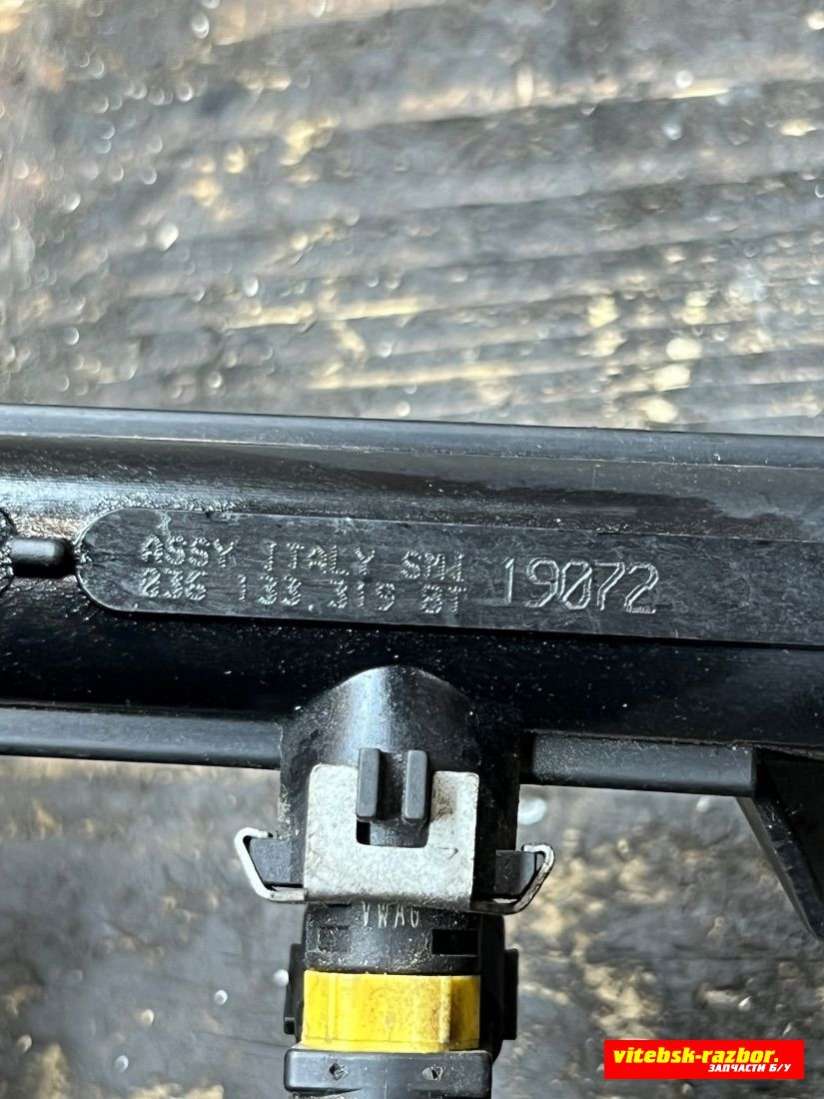 ASSY ITALY SMI 19072
036 133.319 BT
VWAG
vitebsk-razbor.
ЗАПЧАСТИ Б/У